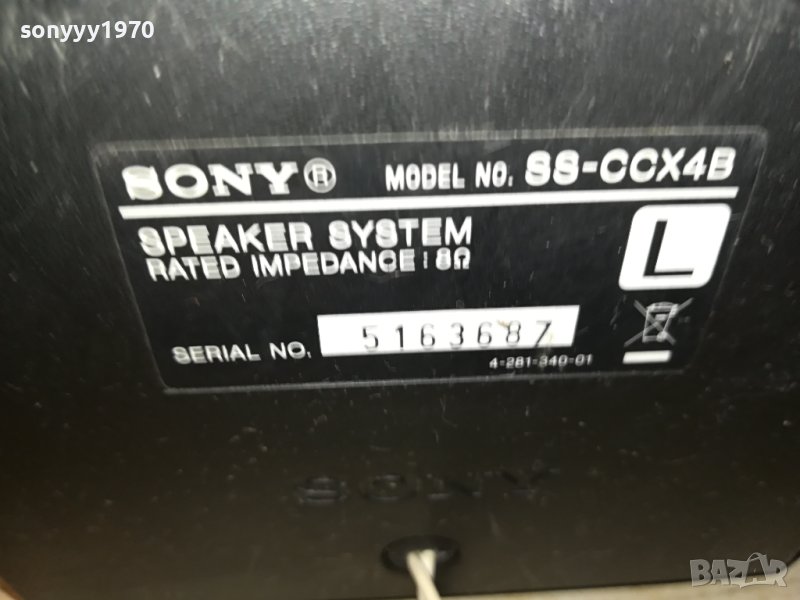 sonyyy1970
SONY® MODEL NO. SS-CCX4B
SPEAKER SYSTEM
RATED IMPEDANCE : 8Ω
L
SERIAL NO. 5163687
4-281-340-01
SONY
BAZAR